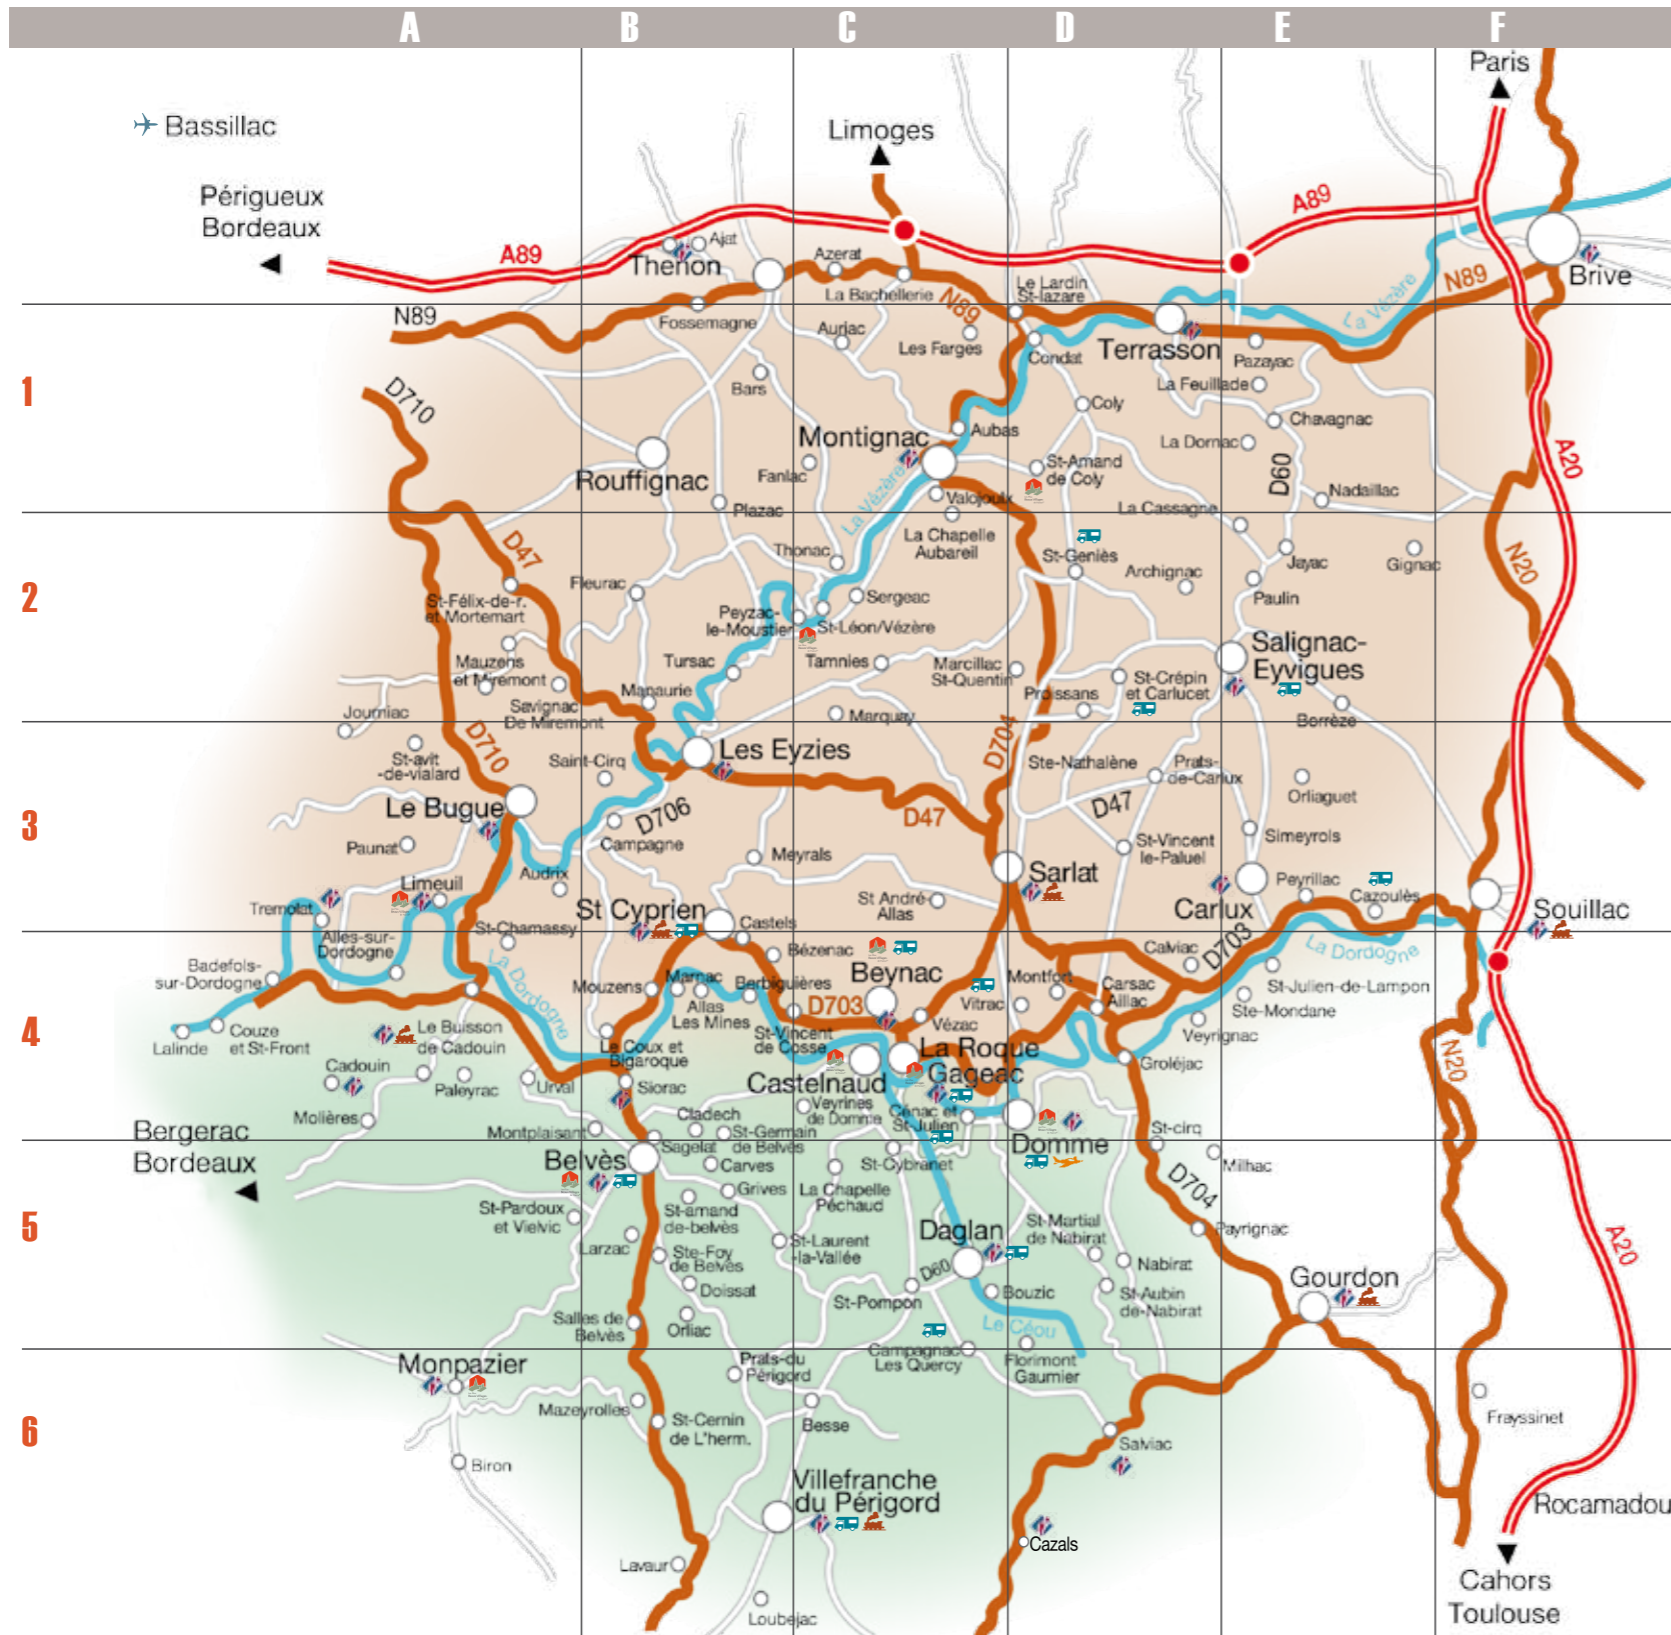 A B C D E F
Paris
Bassillac
Limoges
Périgueux
Bordeaux
A89
A89
Ajat
Thenon
Azerat
La Bachellerie
Le Lardin
St-lazare
N89
Brive
La Vézère
N89
Fossemagne
N89
Auriac
Les Farges
Condat
Terrasson
Pazayac
1
D710
Bars
La Feuillade
Coly
Chavagnac
Montignac
Aubas
La Dornac
A20
Rouffignac
Fanlac
St-Amand
de Coly
D60
La Vézère
Valojoulx
Nadaillac
Plazac
La Cassagne
La Chapelle
Aubareil
D47
Thonac
St-Geniès
Jayac
Gignac
N20
2
Fleurac
Archignac
St-Félix-de-r.
et Mortemart
Sergeac
Paulin
Peyzac-
le-Moustier
St-Léon/Vézère
Salignac-
Eyvigues
Mauzens
et Miremont
Tursac
Tamnies
Marcillac
St-Quentin
St-Crépin
et Carlucet
Manaurie
Proissans
Journiac
Savignac
De Miremont
Marquay
Borrèze
D710
D704
St-avit
-de-vialard
Saint-Cirq
Les Eyzies
Ste-Nathalène
Prats-
de-Carlux
Orliaguet
3
Le Bugue
D706
D47
D47
Simeyrols
Paunat
Campagne
Meyrals
St-Vincent
le-Paluel
Audrix
Sarlat
Limeuil
St André-
Allas
Peyrillac
Cazoulès
Tremolat
St Cyprien
Castels
Carlux
Souillac
St-Chamassy
Alles-sur-
Dordogne
Bézenac
Calviac
D703
La Dordogne
Badefols-
sur-Dordogne
La Dordogne
Beynac
Mouzens
Marnac
Berbiguières
Montfort
Carsac
Aillac
St-Julien-de-Lampon
Allas
Les Mines
D703
Vitrac
Ste-Mondane
4
Lalinde
Couze
et St-Front
Le Buisson
de Cadouin
St-Vincent
de Cosse
Vézac
Veyrignac
N20
Le Coux et
Bigaroque
La Roque
Gageac
Groléjac
Cadouin
Paleyrac
Urval
Siorac
Castelnaud
Molières
Cladech
Veyrines
de Domme
Cénac et
St-Julien
Bergerac
Bordeaux
Montplaisant
Sagelat
St-Germain
de Belvès
Domme
St-cirq
Belvès
Carves
St-Cybranet
Milhac
Grives
La Chapelle
Péchaud
D704
5
St-Pardoux
et Vielvic
St-amand
de-belvès
Daglan
St-Martial
de Nabirat
Payrignac
A20
Larzac
Ste-Foy
de Belvès
St-Laurent
-la-Vallée
D60
Nabirat
Doissat
St-Pompon
Bouzic
St-Aubin
de-Nabirat
Gourdon
Salles de
Belvès
Orliac
Le Céou
Monpazier
Prats-du
Périgord
Campagnac
Les Quercy
Florimont
Gaumier
6
Mazeyrolles
St-Cernin
de L'herm.
Besse
Frayssinet
Salviac
Biron
Villefranche
du Périgord
Rocamadou
Cazals
Lavaur
Cahors
Toulouse
Loubejac